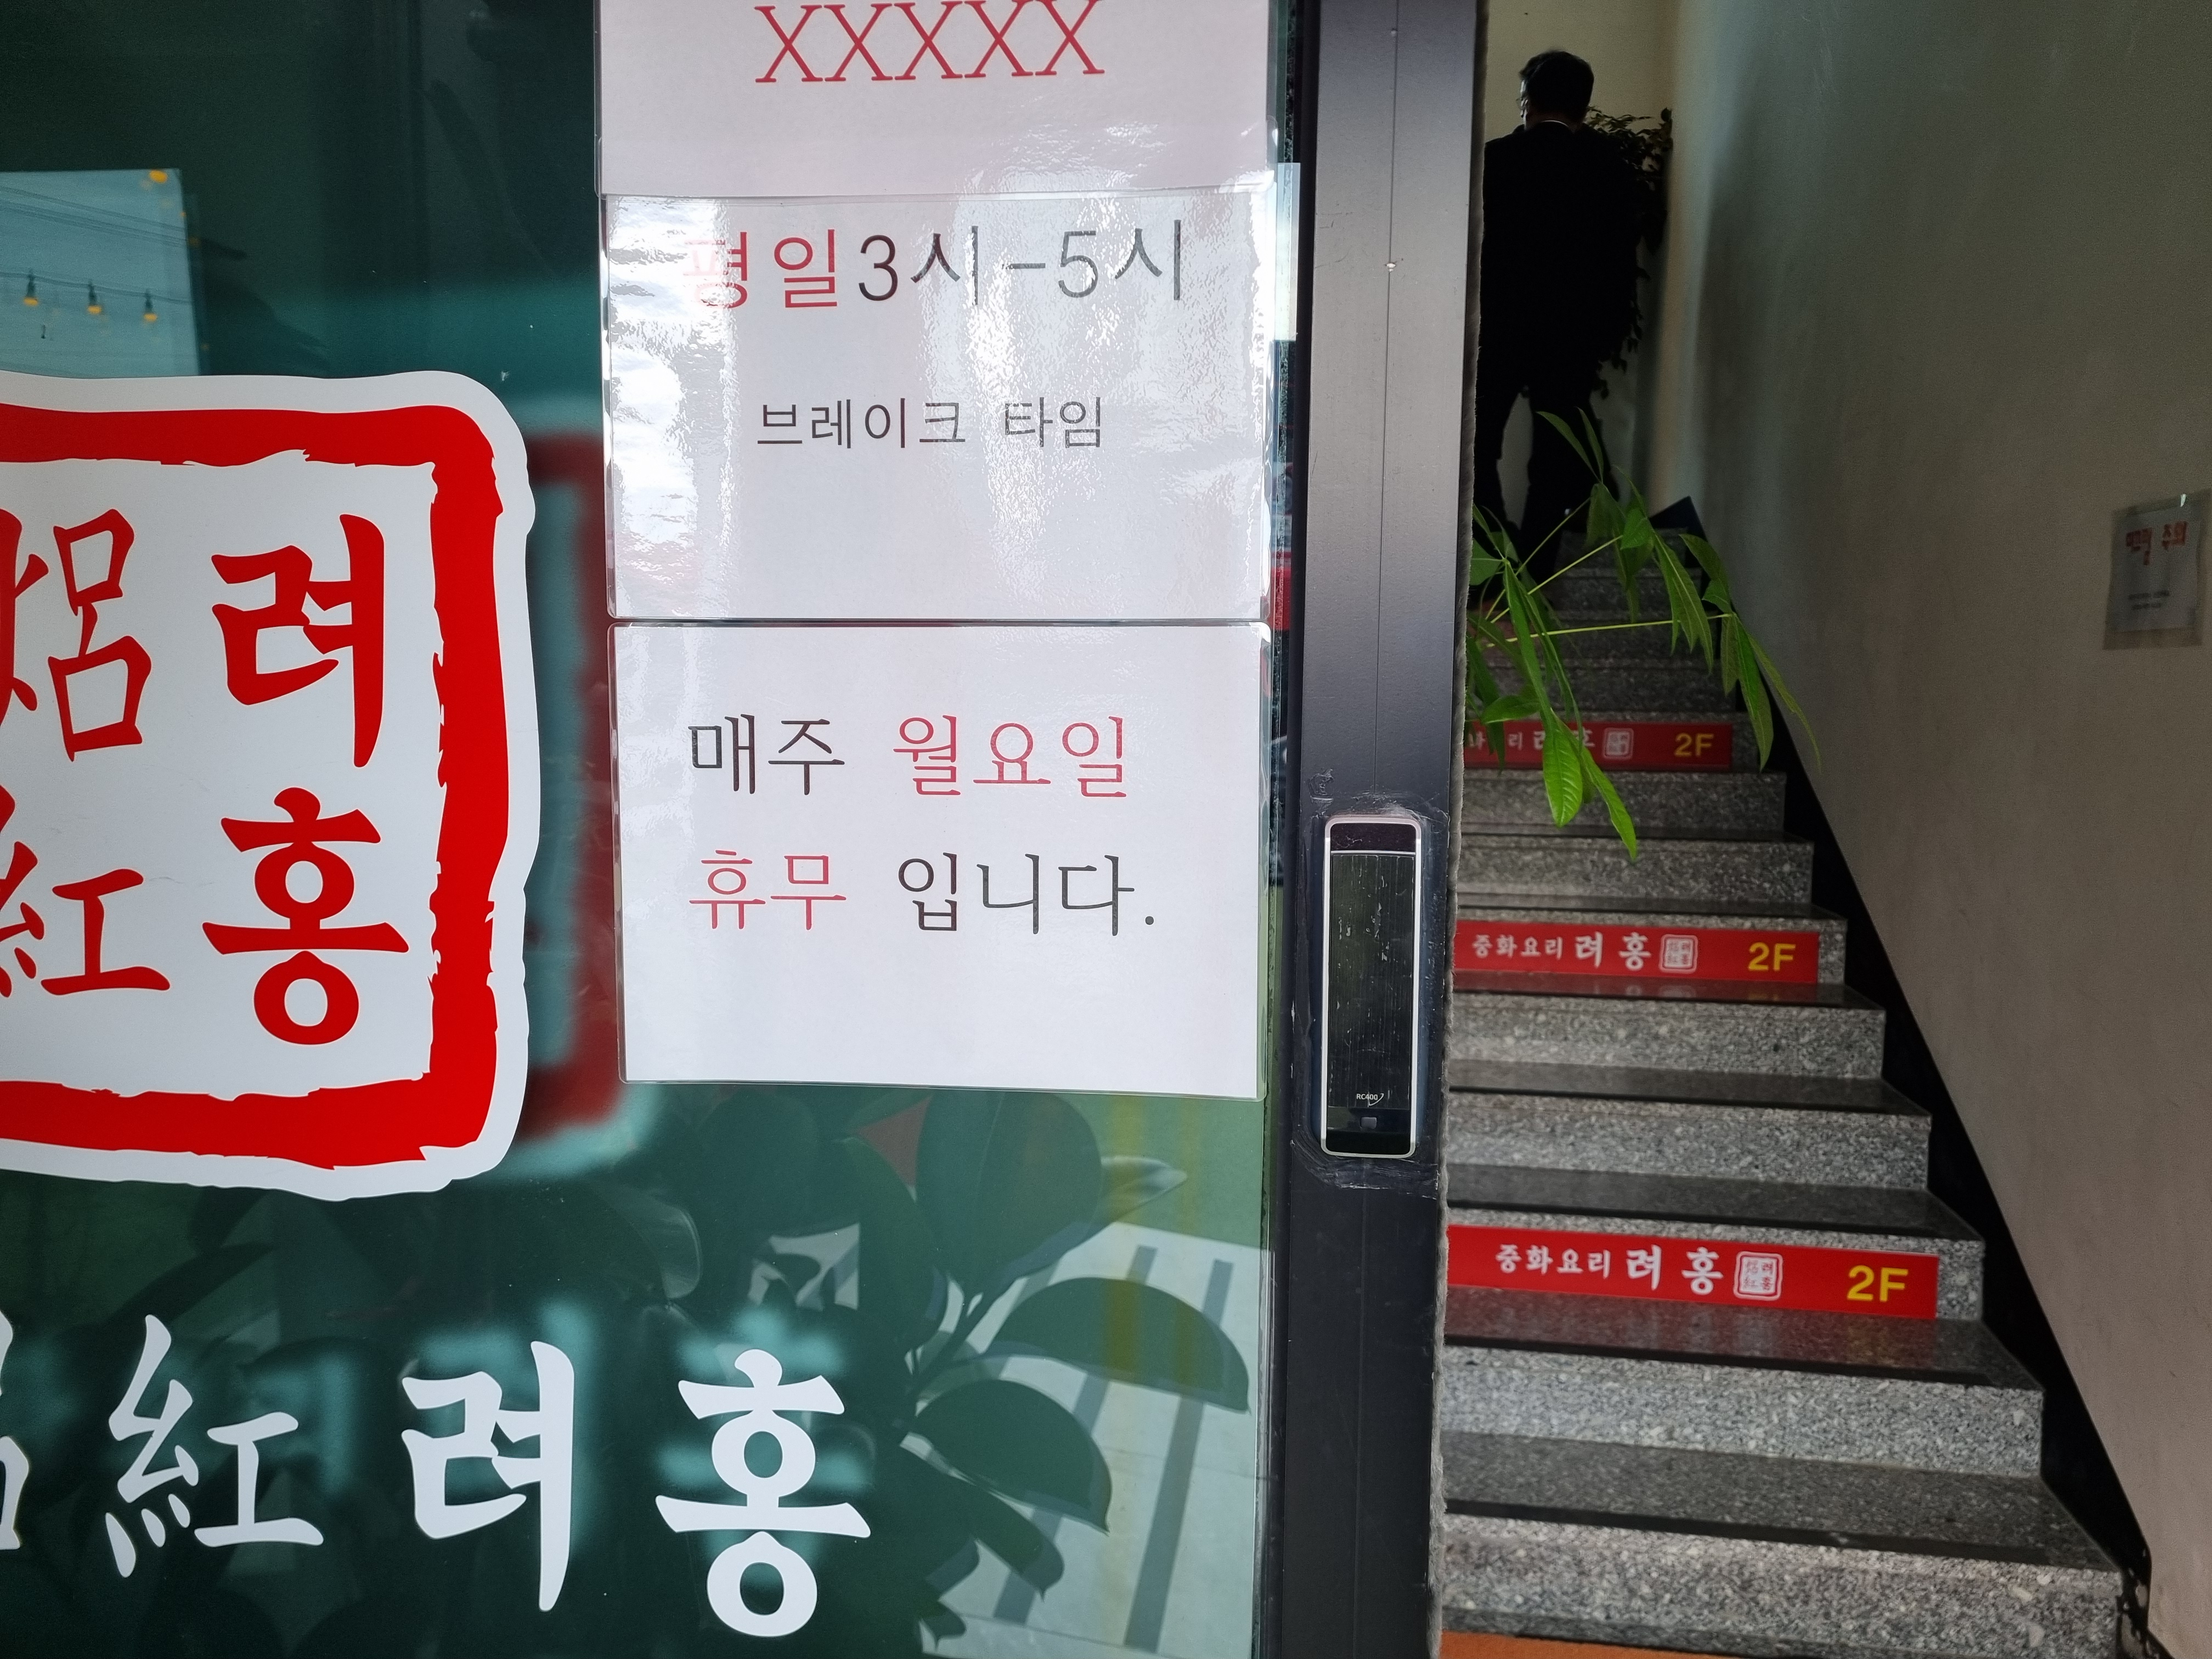 XXXXX
평일3시-5시
브레이크 타임
매주 월요일
휴무 입니다.
려
홍
紅
紅려홍
RC400
2F
중화요리 려홍 2F
중화요리 려홍 2F